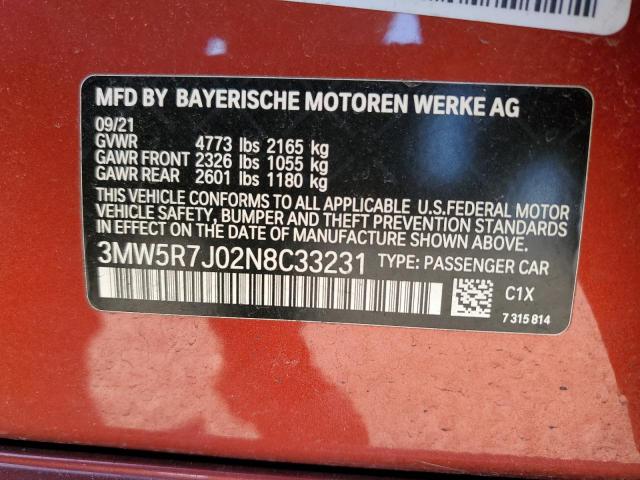 MFD BY BAYERISCHE MOTOREN WERKE AG
09/21
GVWR 4773 lbs 2165 kg
GAWR FRONT 2326 lbs 1055 kg
GAWR REAR 2601 lbs 1180 kg
THIS VEHICLE CONFORMS TO ALL APPLICABLE U.S.FEDERAL MOTOR
VEHICLE SAFETY, BUMPER AND THEFT PREVENTION STANDARDS
IN EFFECT ON THE DATE OF MANUFACTURE SHOWN ABOVE.
3MW5R7J02N8C33231 TYPE: PASSENGER CAR
C1X
7 315 814